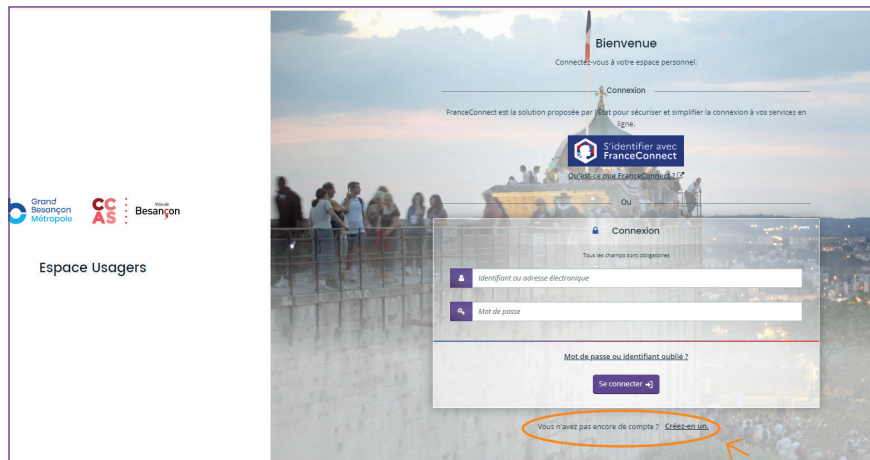 Grand
Besançon
Métropole
CC
AS
Ville de
Besançon
Espace Usagers
Bienvenue
Connectez-vous à votre espace personnel.
Connexion
FranceConnect est la solution proposée par l'État pour sécuriser et simplifier la connexion à vos services en
ligne.
S'identifier avec
FranceConnect
Qu'est-ce que FranceConnect ?
Ou
Connexion
Tous les champs sont obligatoires
Identifiant ou adresse électronique
Mot de passe
Mot de passe ou identifiant oublié ?
Se connecter
Vous n'avez pas encore de compte ? Créez-en un.